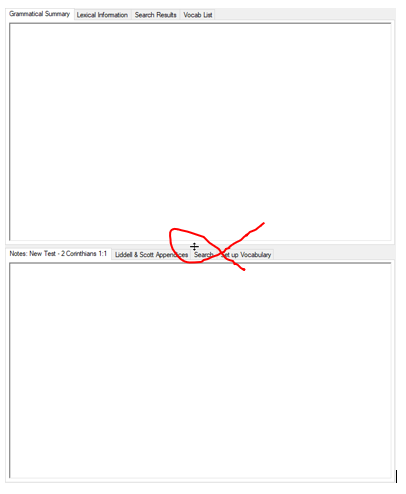 Grammatical Summary Lexical Information Search Results Vocab List
Notes: New Test - 2 Corinthians 1:1 Liddell & Scott Appendices Search Set up Vocabulary